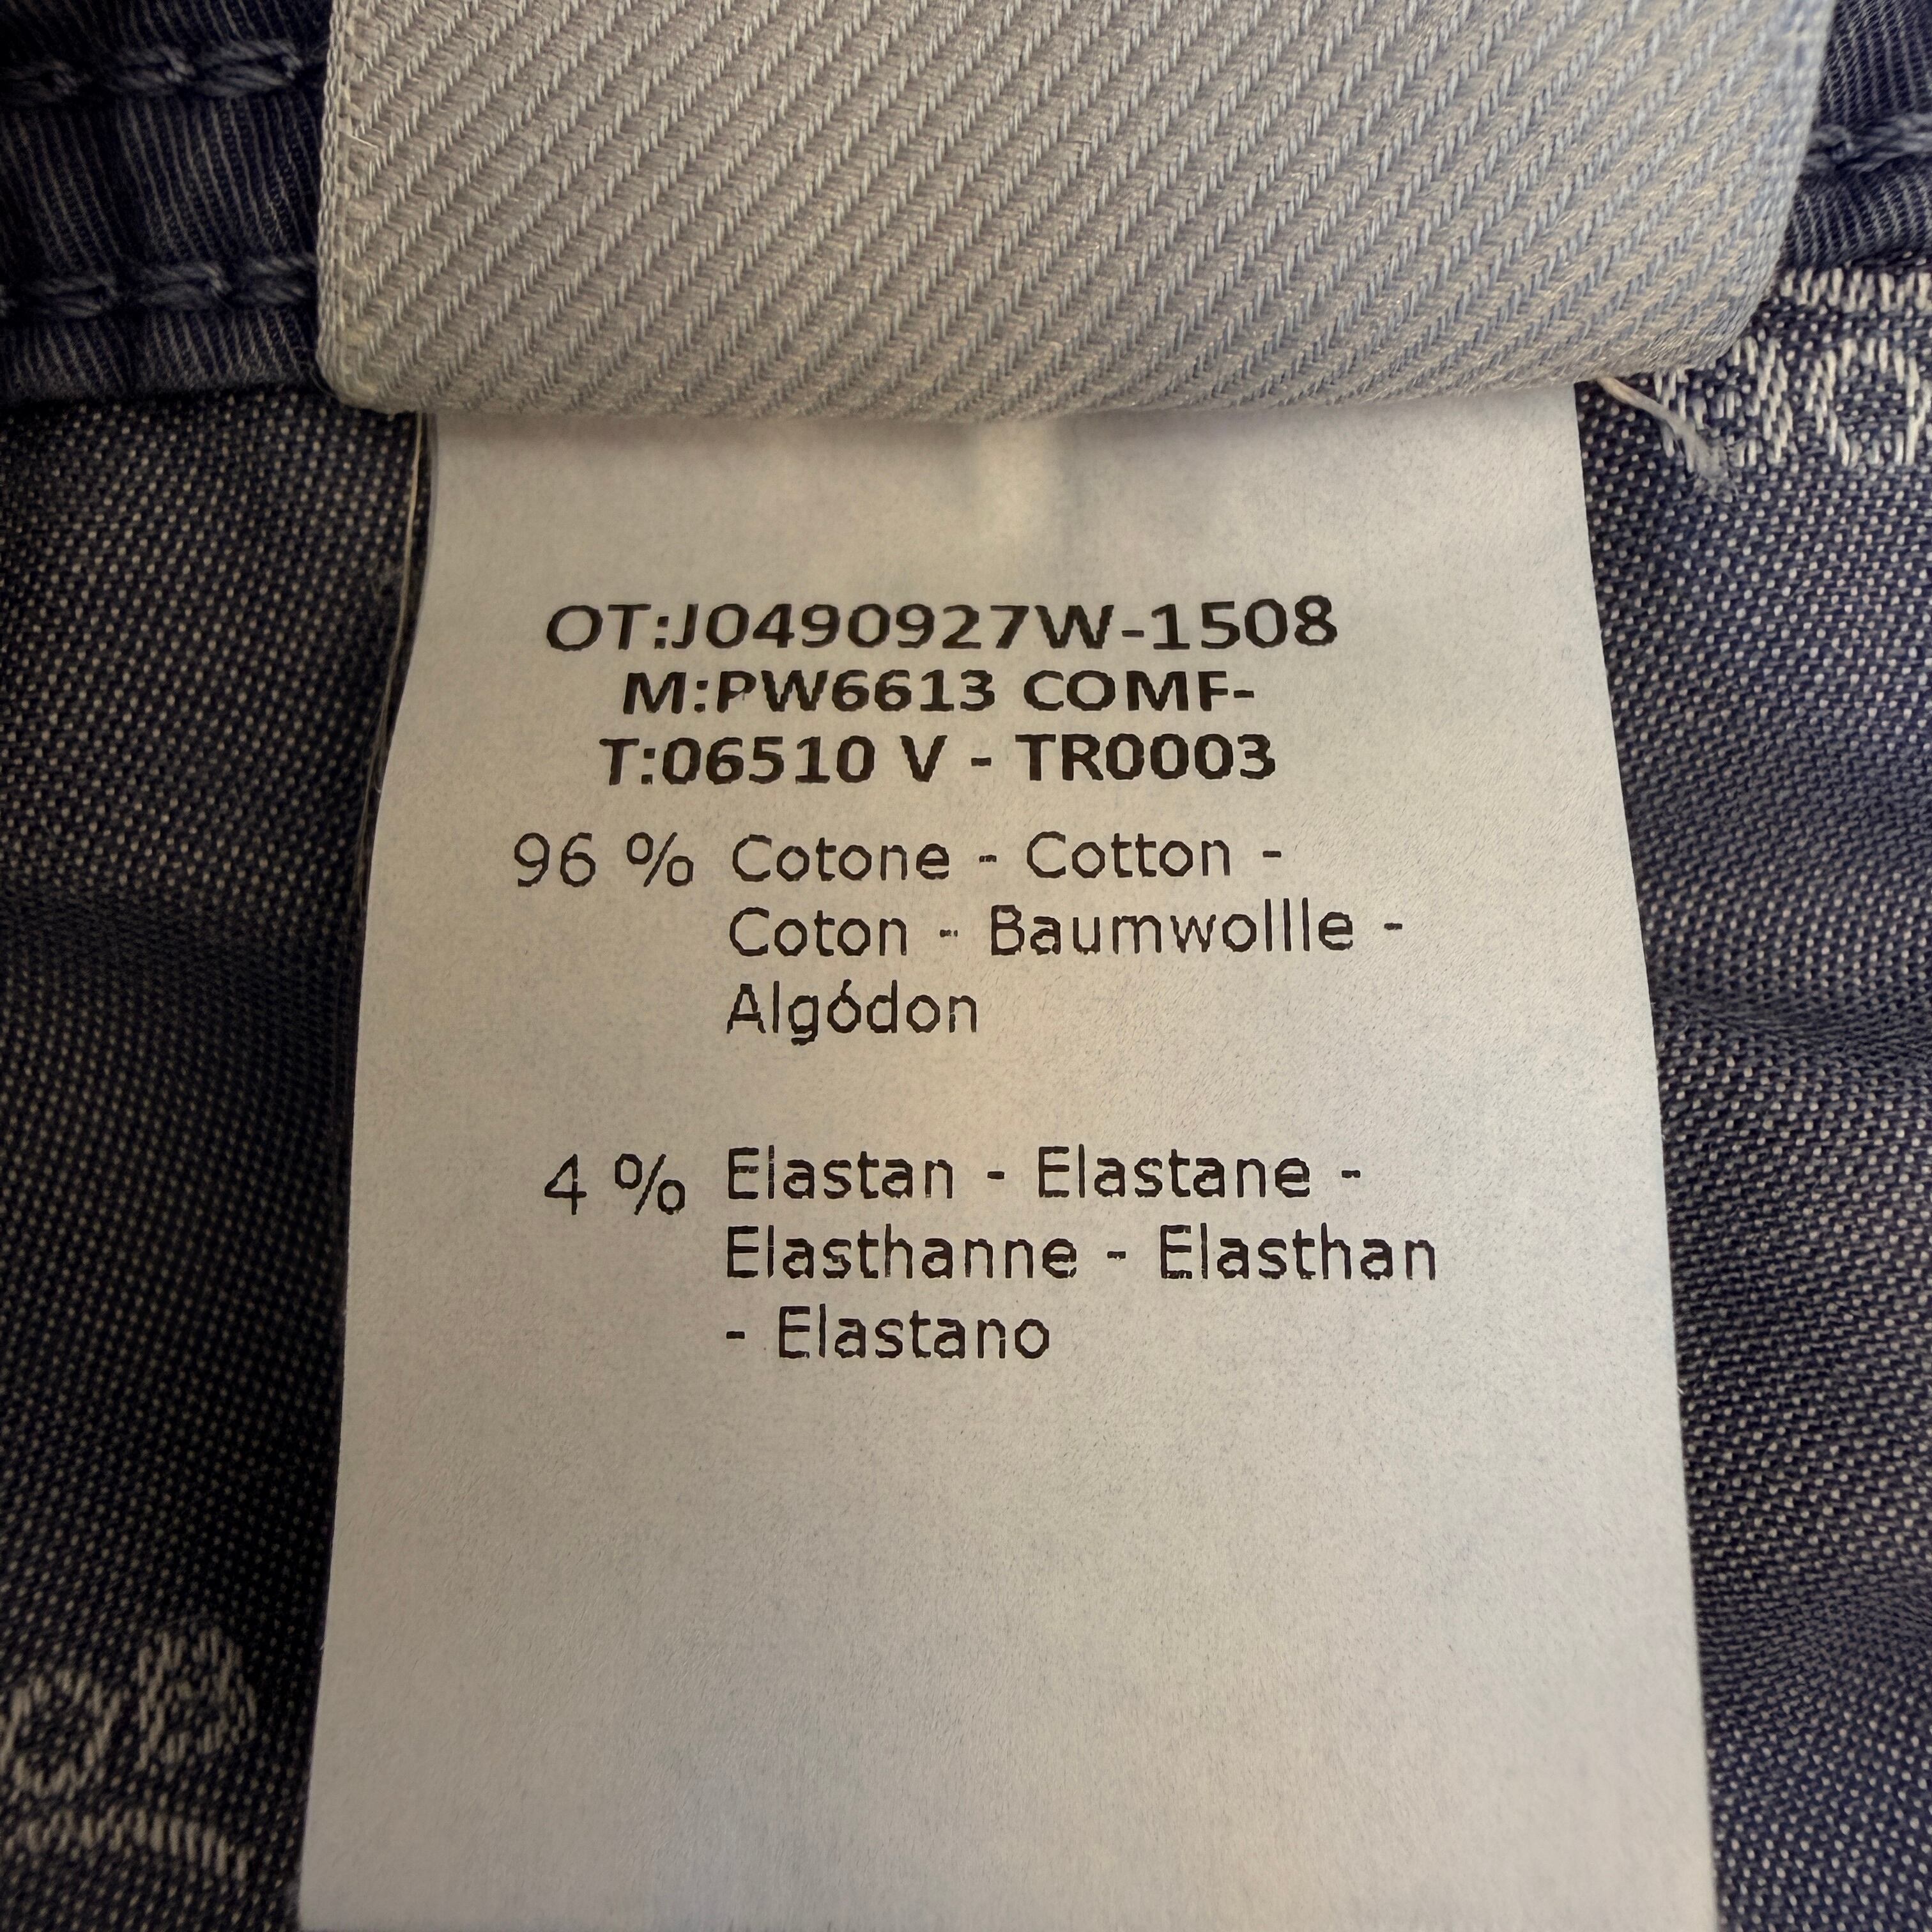 OT:J0490927W-1508
M:PW6613 COMF-
T:06510 V - TR0003
96 % Cotone - Cotton -
Coton - Baumwollle -
Algódon
4 % Elastan - Elastane -
Elasthanne - Elasthan
- Elastano